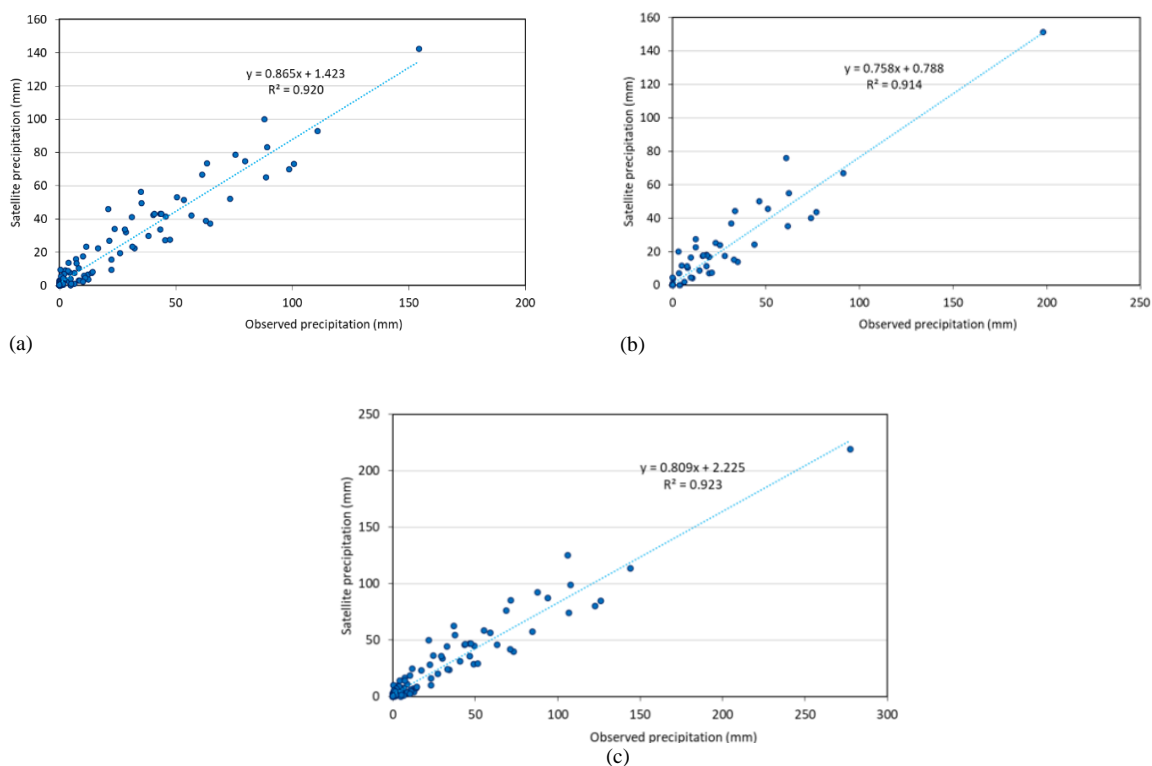 160
140
120
100
80
60
40
20
0
Satellite precipitation (mm)
y = 0.865x + 1.423
R² = 0.920
0 50 100 150 200
Observed precipitation (mm)
(a)
160
140
120
100
80
60
40
20
0
Satellite precipitation (mm)
y = 0.758x + 0.788
R² = 0.914
0 50 100 150 200 250
Observed precipitation (mm)
(b)
250
200
150
100
50
0
Satellite precipitation (mm)
y = 0.809x + 2.225
R² = 0.923
0 50 100 150 200 250 300
Observed precipitation (mm)
(c)